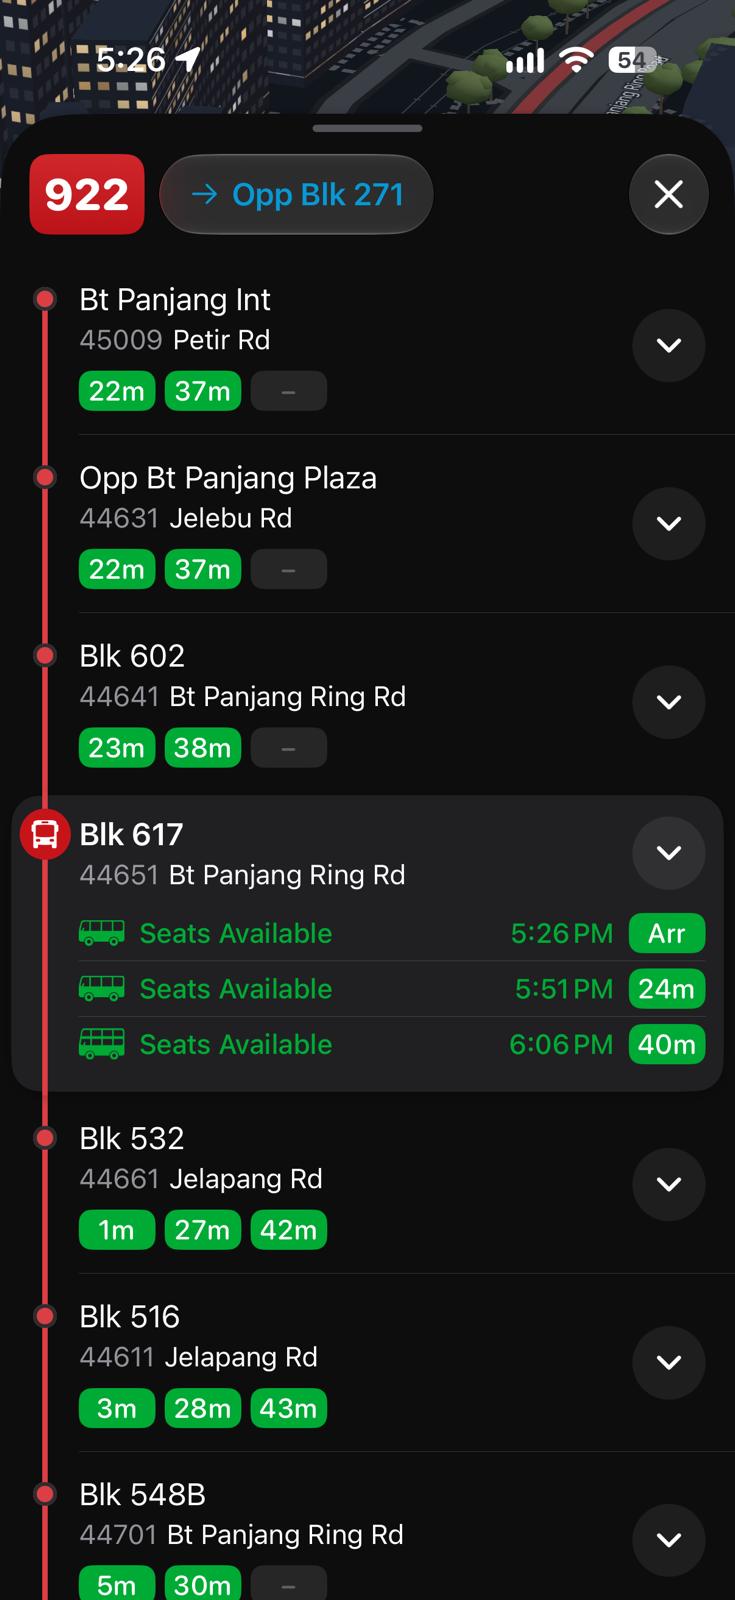 5:26
54
anjang Ring Road
922 → Opp Blk 271
Bt Panjang Int
45009 Petir Rd
22m 37m –
Opp Bt Panjang Plaza
44631 Jelebu Rd
22m 37m –
Blk 602
44641 Bt Panjang Ring Rd
23m 38m –
Blk 617
44651 Bt Panjang Ring Rd
Seats Available 5:26 PM Arr
Seats Available 5:51 PM 24m
Seats Available 6:06 PM 40m
Blk 532
44661 Jelapang Rd
1m 27m 42m
Blk 516
44611 Jelapang Rd
3m 28m 43m
Blk 548B
44701 Bt Panjang Ring Rd
5m 30m –